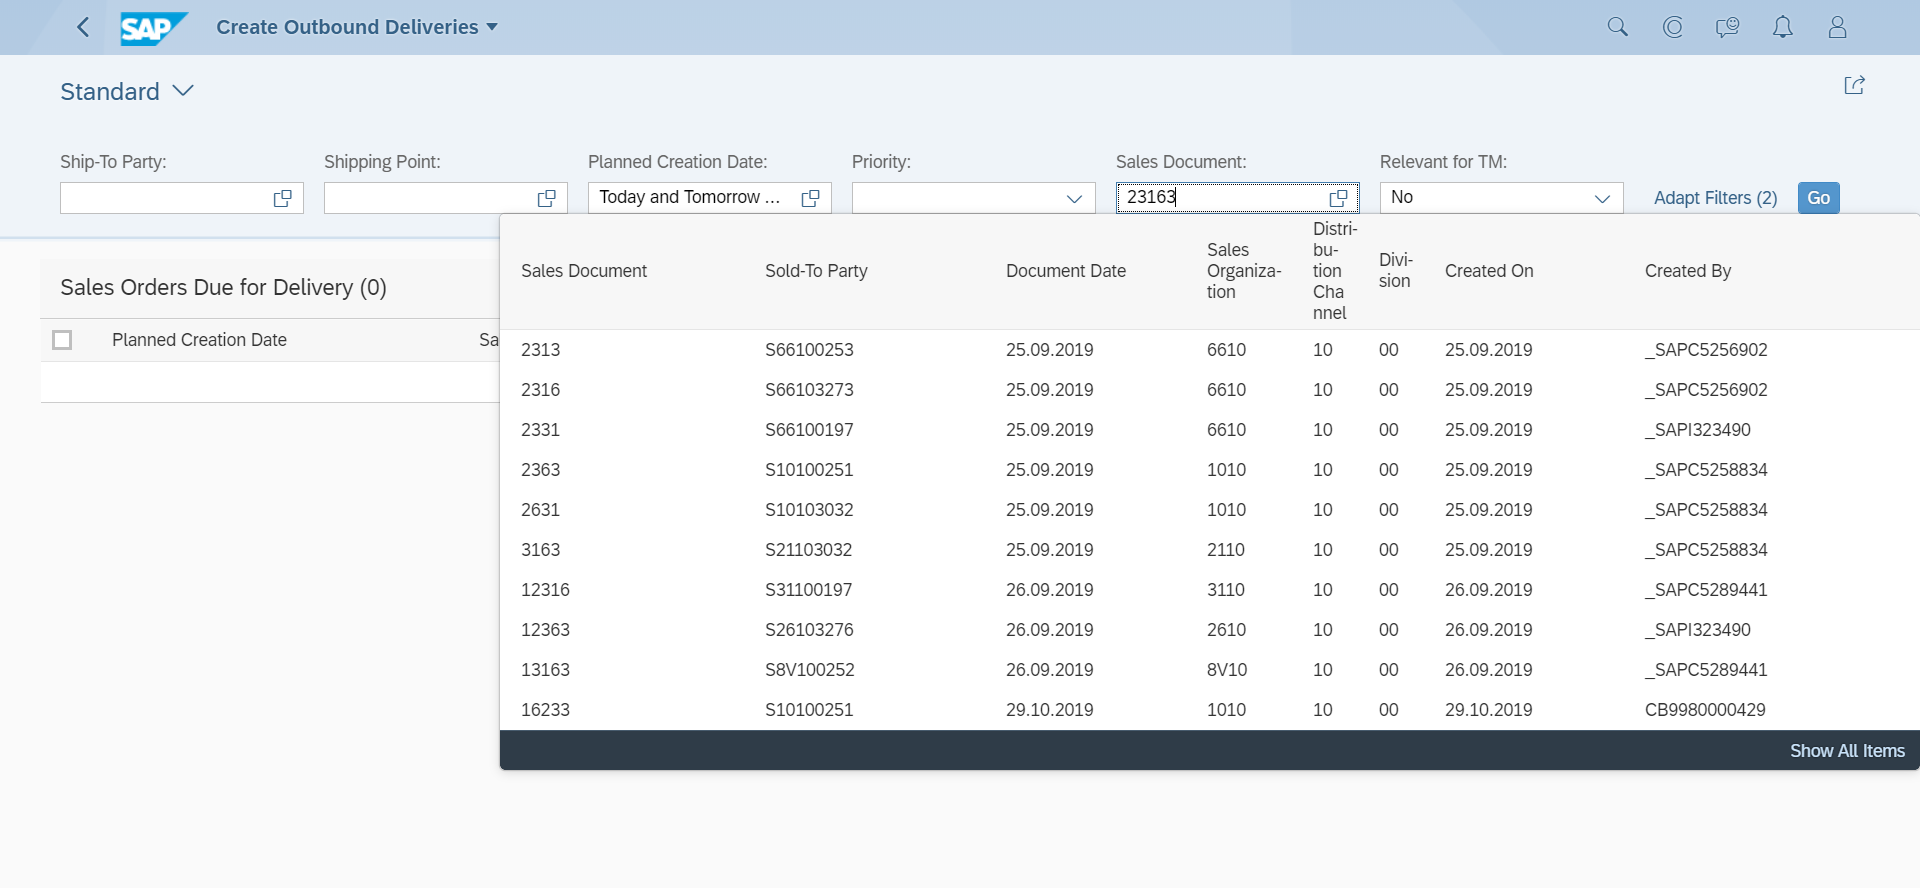 SAP Create Outbound Deliveries
Standard
Ship-To Party: Shipping Point: Planned Creation Date: Priority: Sales Document: Relevant for TM:
Today and Tomorrow ... 23163 No Adapt Filters (2) Go
Sales Orders Due for Delivery (0)
Planned Creation Date Sa
Sales Document Sold-To Party Document Date Sales Organiza-tion Distri-bu-tion Cha nnel Divi-sion Created On Created By
2313 S66100253 25.09.2019 6610 10 00 25.09.2019 _SAPC5256902
2316 S66103273 25.09.2019 6610 10 00 25.09.2019 _SAPC5256902
2331 S66100197 25.09.2019 6610 10 00 25.09.2019 _SAPI323490
2363 S10100251 25.09.2019 1010 10 00 25.09.2019 _SAPC5258834
2631 S10103032 25.09.2019 1010 10 00 25.09.2019 _SAPC5258834
3163 S21103032 25.09.2019 2110 10 00 25.09.2019 _SAPC5258834
12316 S31100197 26.09.2019 3110 10 00 26.09.2019 _SAPC5289441
12363 S26103276 26.09.2019 2610 10 00 26.09.2019 _SAPI323490
13163 S8V100252 26.09.2019 8V10 10 00 26.09.2019 _SAPC5289441
16233 S10100251 29.10.2019 1010 10 00 29.10.2019 CB9980000429
Show All Items